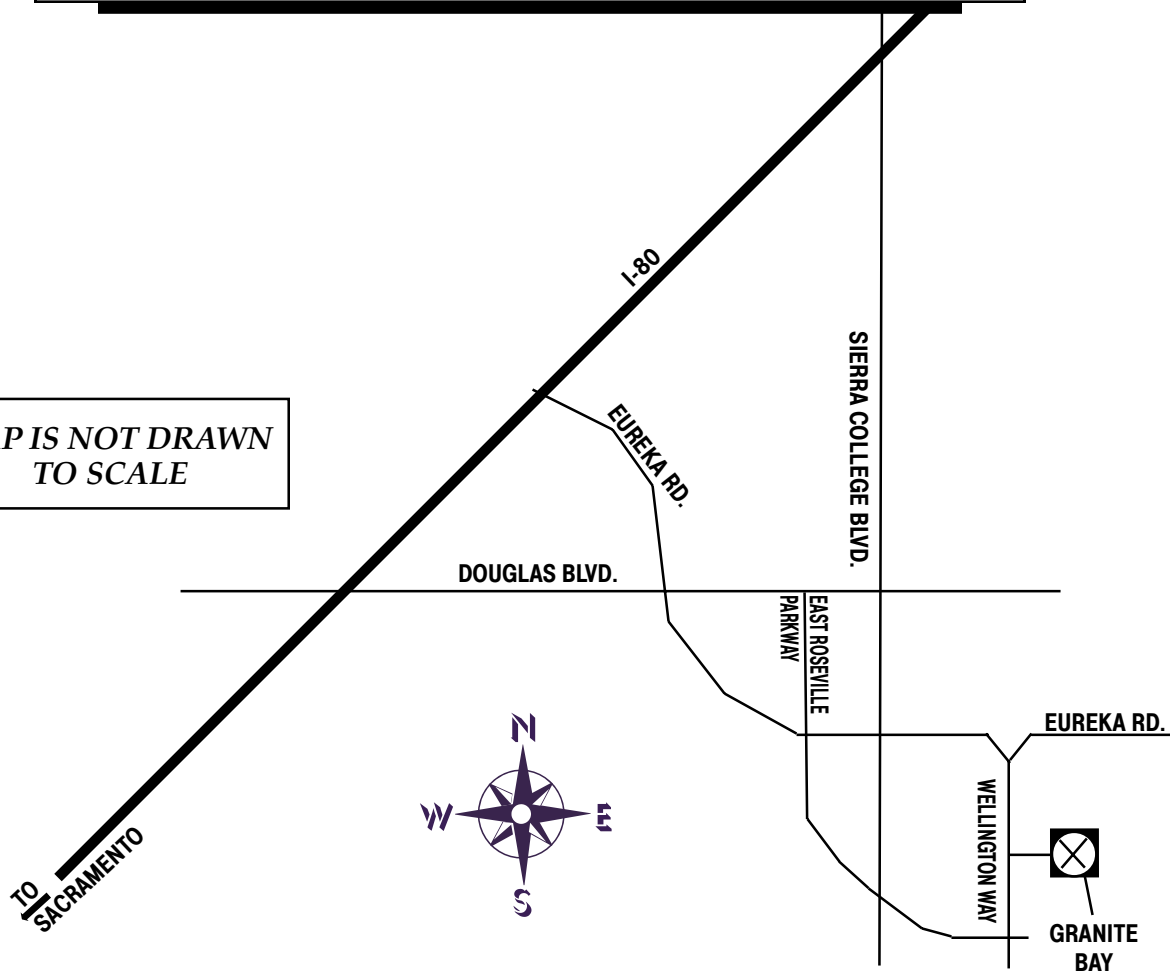 I-80
SIERRA COLLEGE BLVD.
P IS NOT DRAWN
TO SCALE
EUREKA RD.
DOUGLAS BLVD.
EAST ROSEVILLE
PARKWAY
N
W
E
S
EUREKA RD.
WELLINGTON WAY
TO
SACRAMENTO
GRANITE
BAY